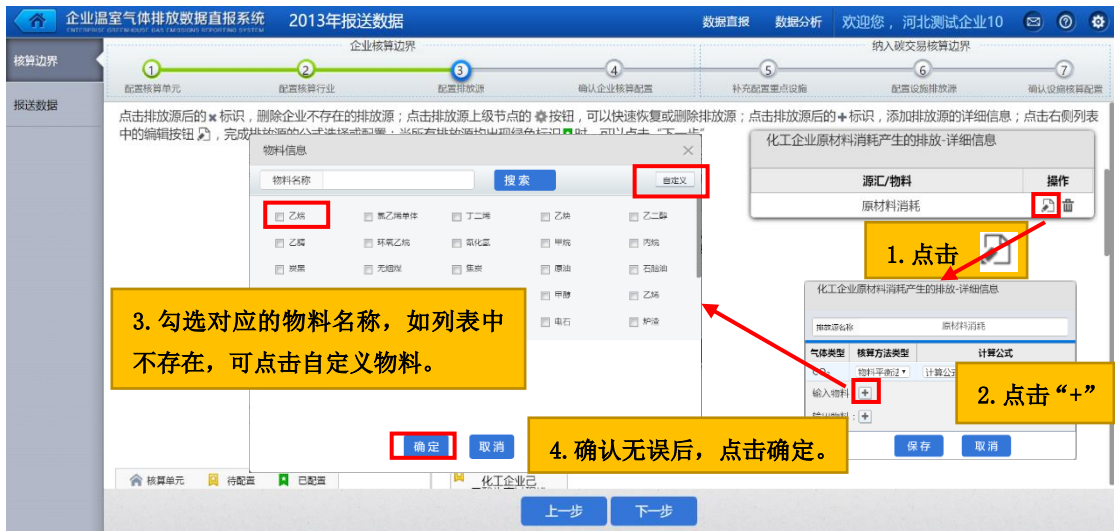 企业温室气体排放数据直报系统
ENTERPRISE GREENHOUSE GAS EMISSIONS REPORTING SYSTEM
2013年报送数据
数据直报 数据分析 欢迎您，河北测试企业10
核算边界
报送数据
企业核算边界
纳入碳交易核算边界
1 2 3 4 5 6 7
配置核算单元 配置核算行业 配置排放源 确认企业核算配置 补充配置重点设施 配置设施排放源 确认设施核算配置
点击排放源后的×标识，删除企业不存在的排放源；点击排放源上级节点的 按钮，可以快速恢复或删除排放源；点击排放源后的+标识，添加排放源的详细信息；点击右侧列表
中的编辑按钮 ，完成排放源的公式选择或配置；当所有排放源均出现绿色标识 时，可以点击“下一步”
物料信息 ×
物料名称 搜索 自定义
乙烷 氯乙烯单体 丁二烯 乙炔 乙二醇
乙腈 环氧乙烷 氰化氢 甲烷 丙烷
炭黑 无烟煤 焦炭 原油 石脑油
甲醇 乙烯
电石 炉渣
3.勾选对应的物料名称，如列表中
不存在，可点击自定义物料。
确定 取消
4.确认无误后，点击确定。
化工企业原材料消耗产生的排放-详细信息
源汇/物料 操作
原材料消耗
1.点击
化工企业原材料消耗产生的排放-详细信息
排放源名称 原材料消耗
气体类型 核算方法类型 计算公式
CO₂ 物料平衡法 计算公式
输入物料 +
输出物料：+
2.点击“+”
保存 取消
核算单元 待配置 已配置
化工企业己
上一步 下一步